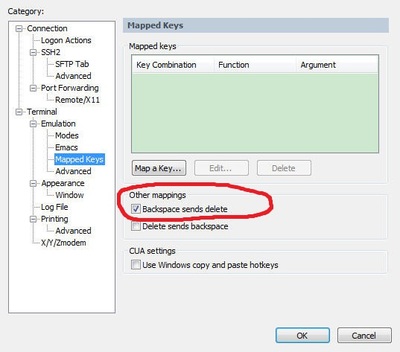 Category:
Connection
Logon Actions
SSH2
SFTP Tab
Advanced
Port Forwarding
Remote/X11
Terminal
Emulation
Modes
Emacs
Mapped Keys
Advanced
Appearance
Window
Log File
Printing
Advanced
X/Y/Zmodem
Mapped Keys
Mapped keys
Key Combination Function Argument
Map a Key... Edit... Delete
Other mappings
Backspace sends delete
Delete sends backspace
CUA settings
Use Windows copy and paste hotkeys
OK Cancel